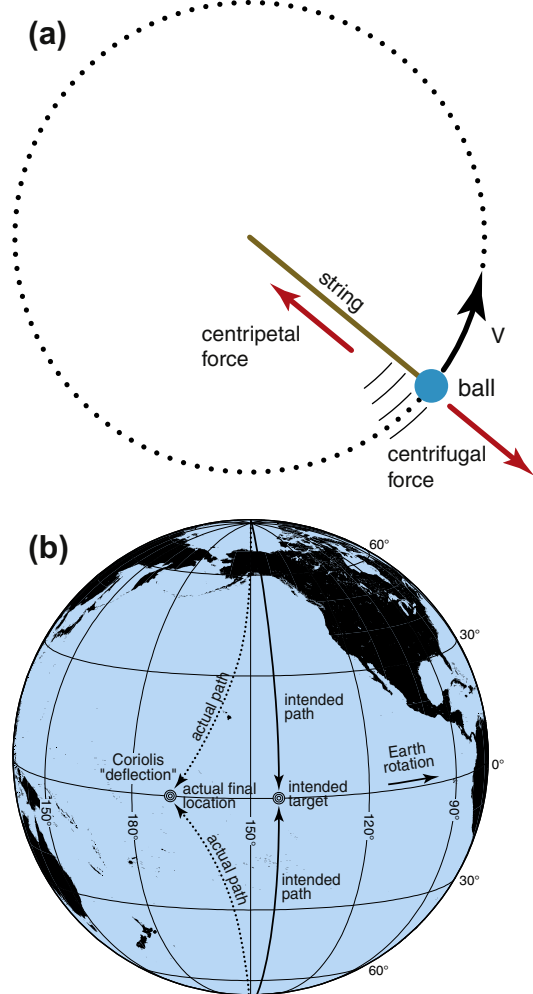 (a)
string
centripetal
force
V
ball
centrifugal
force
(b)
60°
30°
actual path
intended
path
Earth
rotation
0°
Coriolis
"deflection"
actual final
location
intended
target
150°
180°
150°
120°
90°
actual path
intended
path
30°
60°